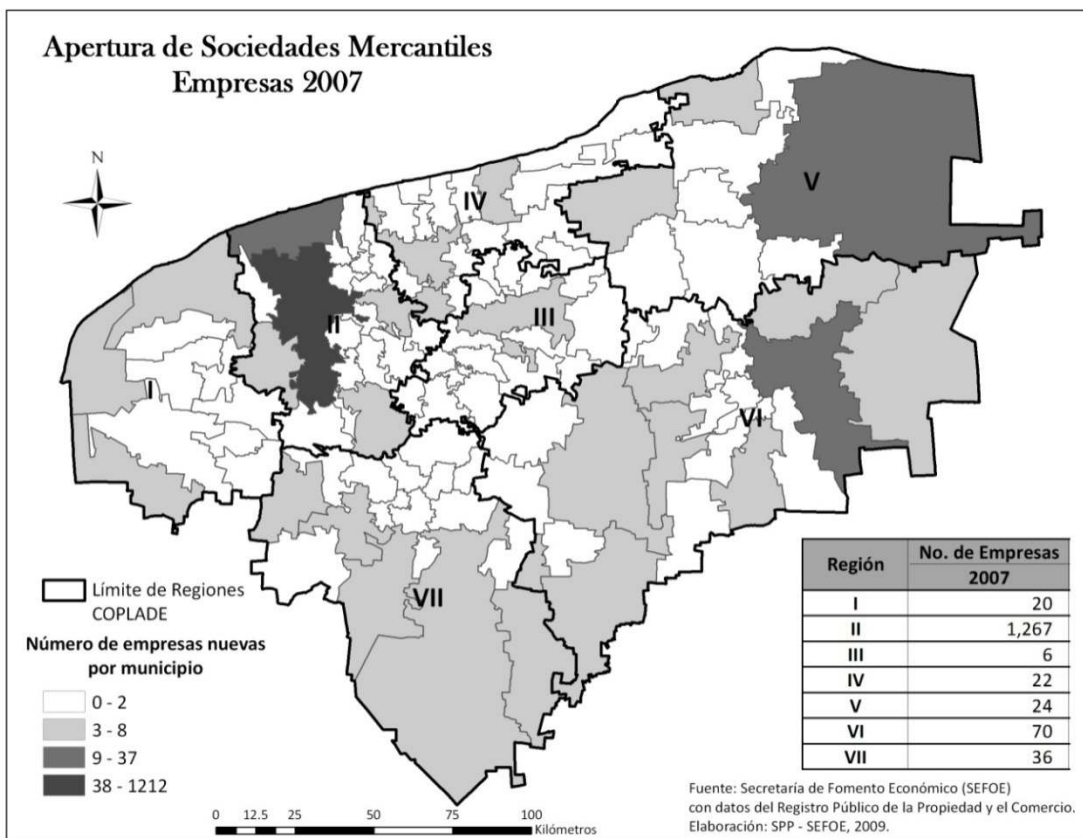 Apertura de Sociedades Mercantiles
Empresas 2007
N
V
IV
II
III
I
VI
VII
Límite de Regiones
COPLADE
Número de empresas nuevas
por municipio
0 - 2
3 - 8
9 - 37
38 - 1212
0 12.5 25 50 75 100
Kilómetros
Región No. de Empresas
2007
I 20
II 1,267
III 6
IV 22
V 24
VI 70
VII 36
Fuente: Secretaría de Fomento Económico (SEFOE)
con datos del Registro Público de la Propiedad y el Comercio.
Elaboración: SPP - SEFOE, 2009.